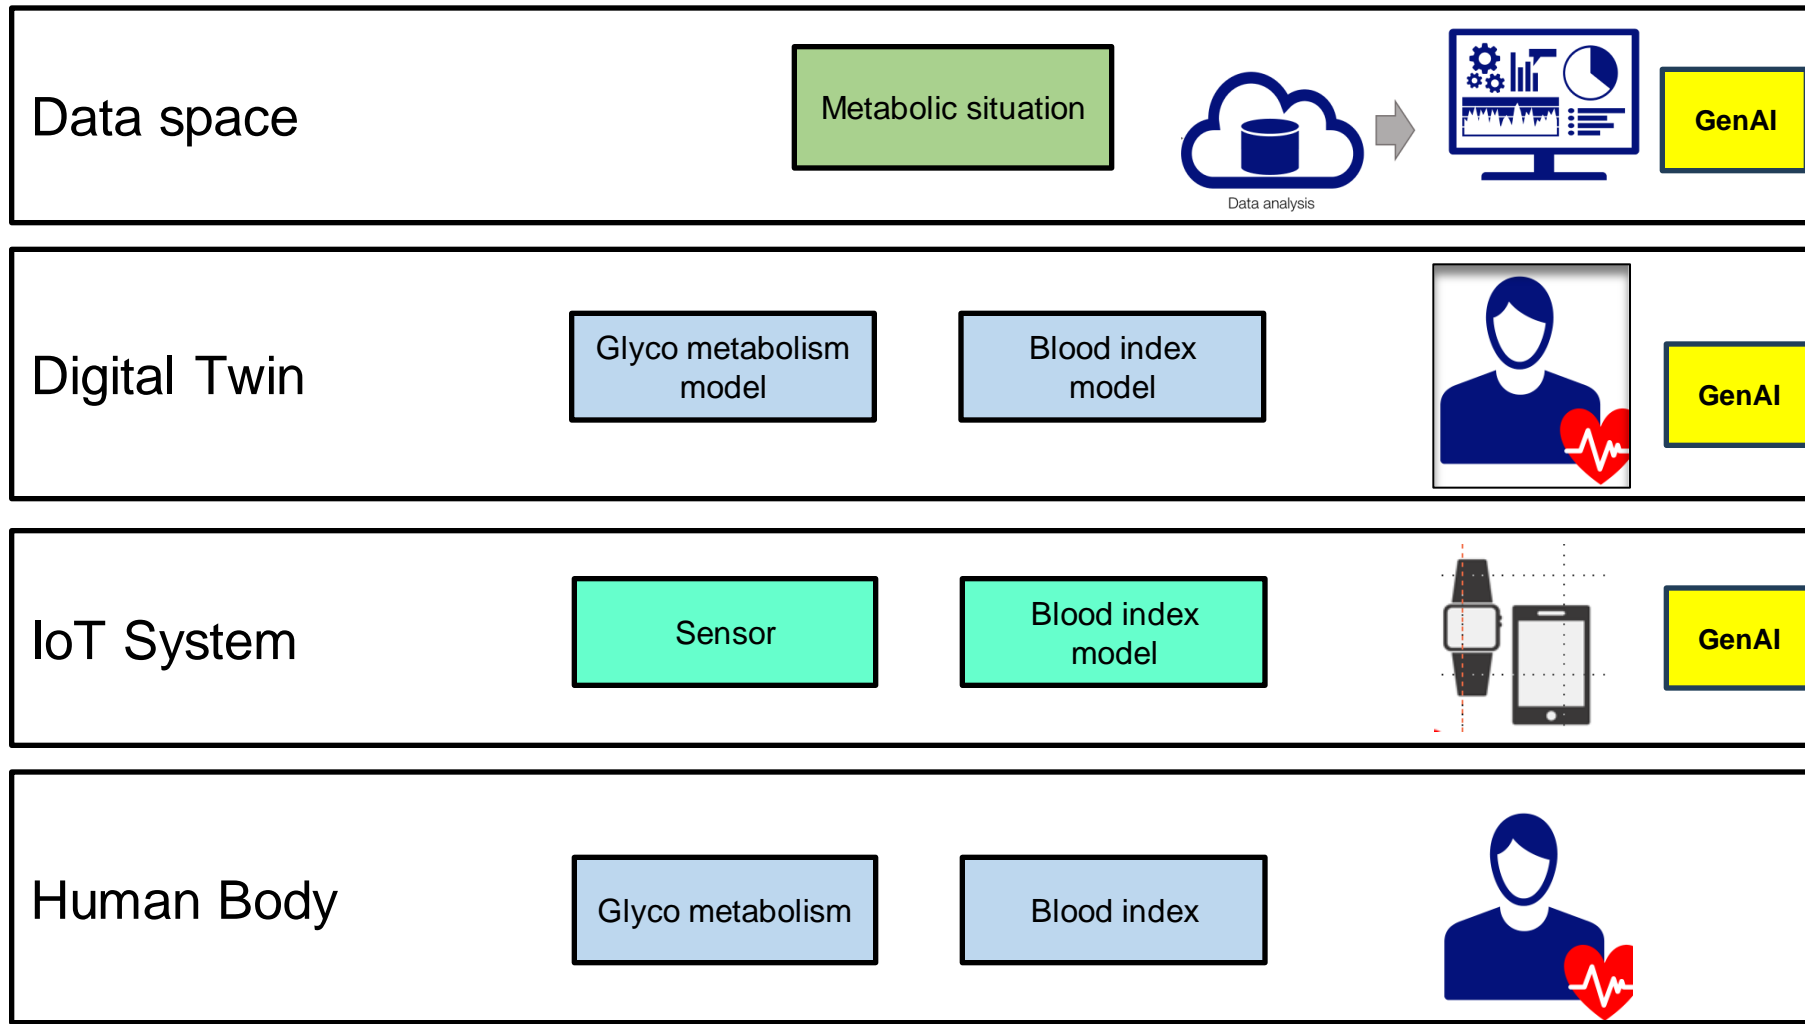 Data space
Metabolic situation
Data analysis
GenAI
Digital Twin
Glyco metabolism
model
Blood index
model
GenAI
IoT System
Sensor
Blood index
model
GenAI
Human Body
Glyco metabolism
Blood index